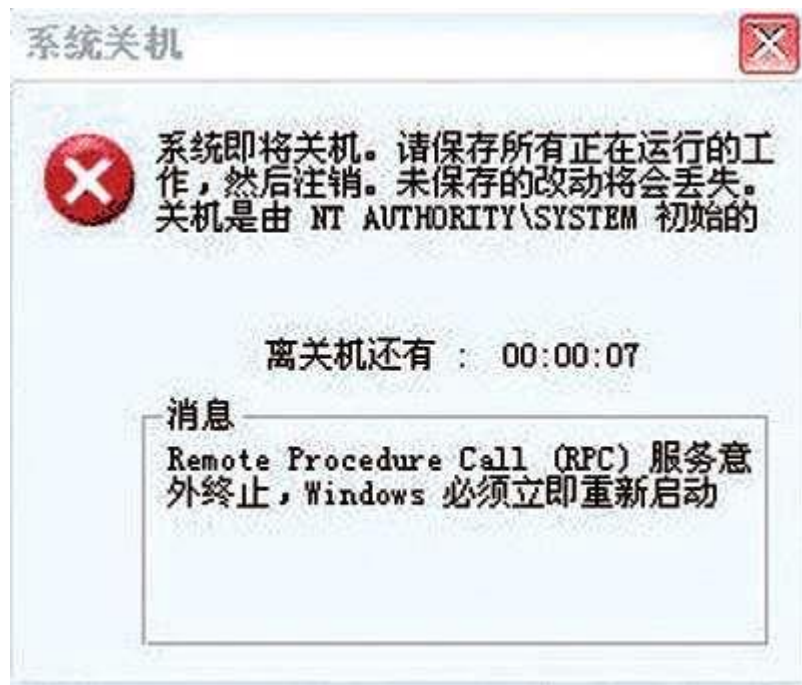 系统关机
系统即将关机。请保存所有正在运行的工
作，然后注销。未保存的改动将会丢失。
关机是由 NT AUTHORITY\SYSTEM 初始的
离关机还有 : 00:00:07
消息
Remote Procedure Call (RPC) 服务意
外终止，Windows 必须立即重新启动